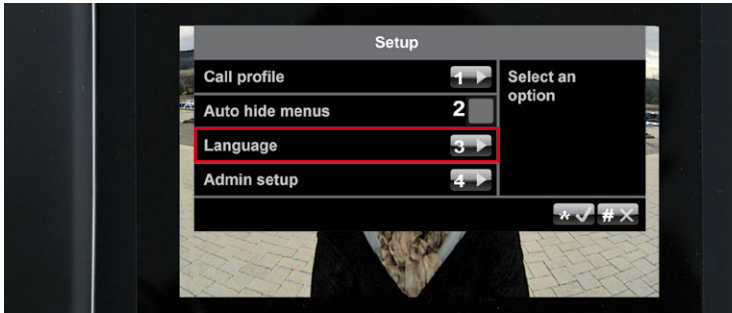 Setup
Call profile 1
Select an
option
Auto hide menus 2
Language 3
Admin setup 4
* #